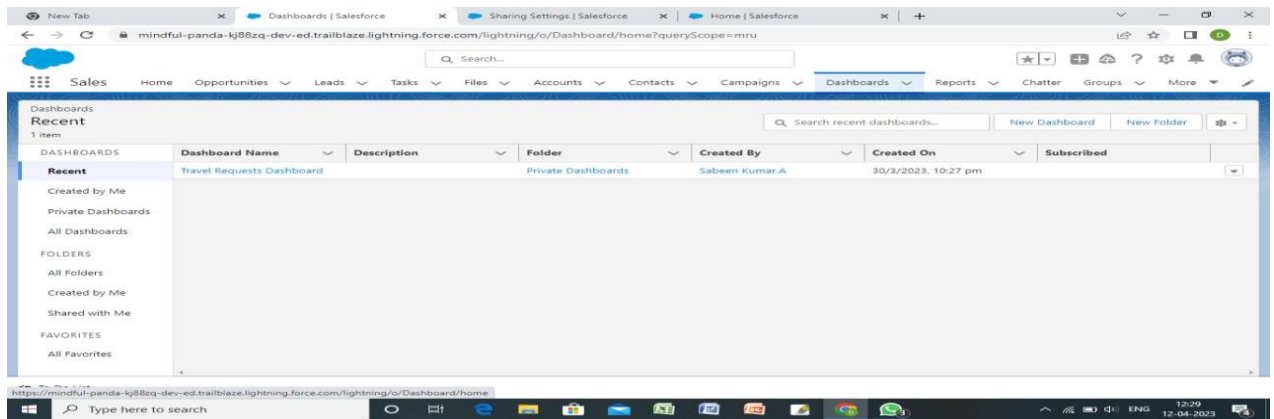 New Tab
Dashboards | Salesforce
Sharing Settings | Salesforce
Home | Salesforce
mindful-panda-kj88zq-dev-ed.trailblaze.lightning.force.com/lightning/o/Dashboard/home?queryScope=mru
D
Search...
Sales Home Opportunities Leads Tasks Files Accounts Contacts Campaigns Dashboards Reports Chatter Groups More
Dashboards
Recent
1 item
Search recent dashboards...
New Dashboard
New Folder
DASHBOARDS
Dashboard Name Description Folder Created By Created On Subscribed
Recent
Travel Requests Dashboard Private Dashboards Sabeen Kumar.A 30/3/2023, 10:27 pm
Created by Me
Private Dashboards
All Dashboards
FOLDERS
All Folders
Created by Me
Shared with Me
FAVORITES
All Favorites
To Do List
https://mindful-panda-kj88zq-dev-ed.trailblaze.lightning.force.com/lightning/o/Dashboard/home
Type here to search
ENG
12:29
12-04-2023